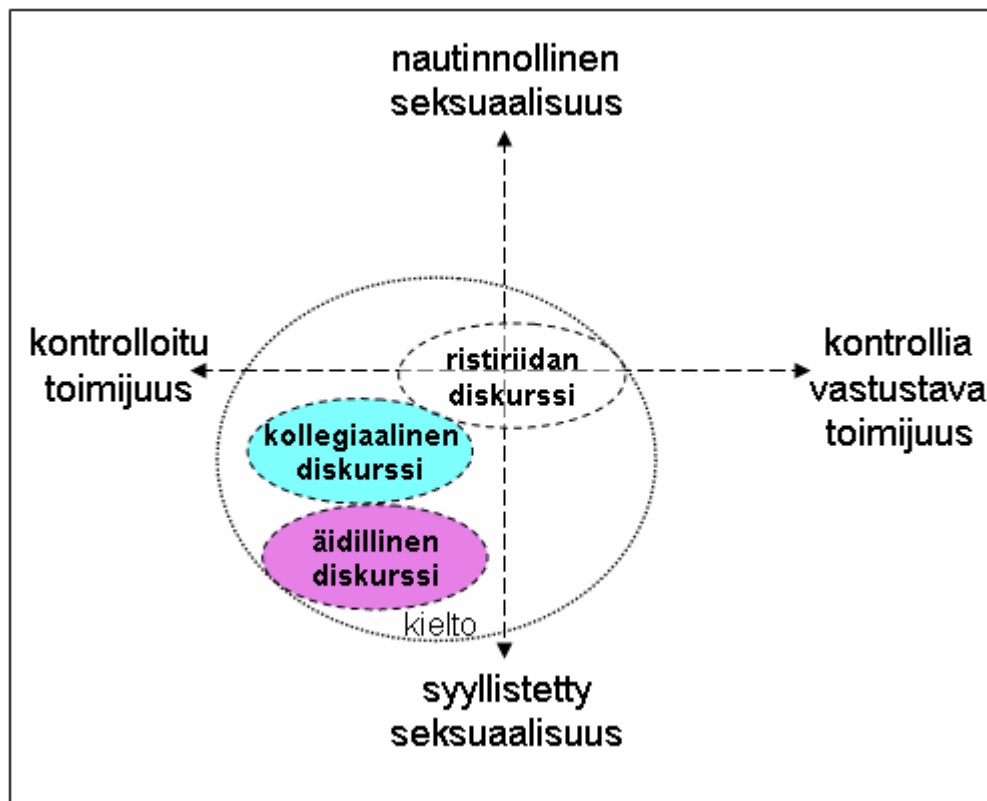 nautinnollinen
seksuaalisuus
kontrolloitu
toimijuus
ristiriidan
diskurssi
kontrollia
vastustava
toimijuus
kollegiaalinen
diskurssi
äidillinen
diskurssi
kielto
syyllistetty
seksuaalisuus